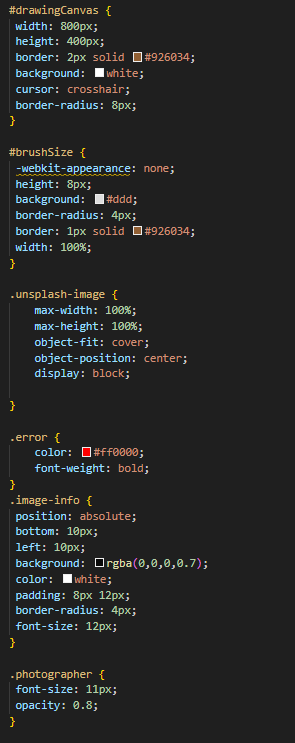 #drawingCanvas {
width: 800px;
height: 400px;
border: 2px solid #926034;
background: white;
cursor: crosshair;
border-radius: 8px;
}
#brushSize {
-webkit-appearance: none;
height: 8px;
background: #ddd;
border-radius: 4px;
border: 1px solid #926034;
width: 100%;
}
.unsplash-image {
max-width: 100%;
max-height: 100%;
object-fit: cover;
object-position: center;
display: block;
}
.error {
color: #ff0000;
font-weight: bold;
}
.image-info {
position: absolute;
bottom: 10px;
left: 10px;
background: rgba(0,0,0,0.7);
color: white;
padding: 8px 12px;
border-radius: 4px;
font-size: 12px;
}
.photographer {
font-size: 11px;
opacity: 0.8;
}